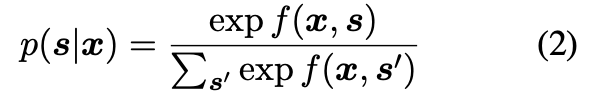 p(s|x) = exp f(x, s) / ∑s′ exp f(x, s′) (2)